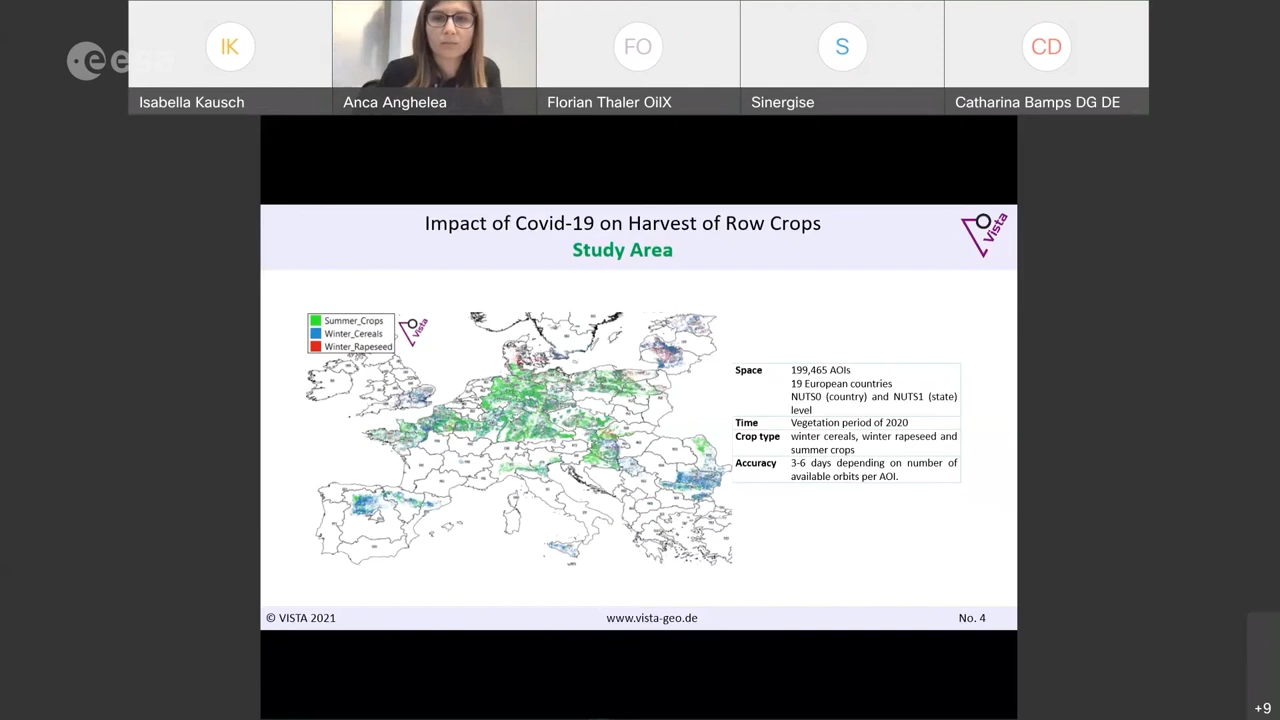 esa
IK
FO
S
CD
Isabella Kausch
Anca Anghelea
Florian Thaler OilX
Sinergise
Catharina Bamps DG DE
Impact of Covid-19 on Harvest of Row Crops
Study Area
Vista
Summer_Crops
Winter_Cereals
Winter_Rapeseed
Vista
Space 199,465 AOIs
19 European countries
NUTS0 (country) and NUTS1 (state)
level
Time Vegetation period of 2020
Crop type winter cereals, winter rapeseed and
summer crops
Accuracy 3-6 days depending on number of
available orbits per AOI.
© VISTA 2021
www.vista-geo.de
No. 4
+9